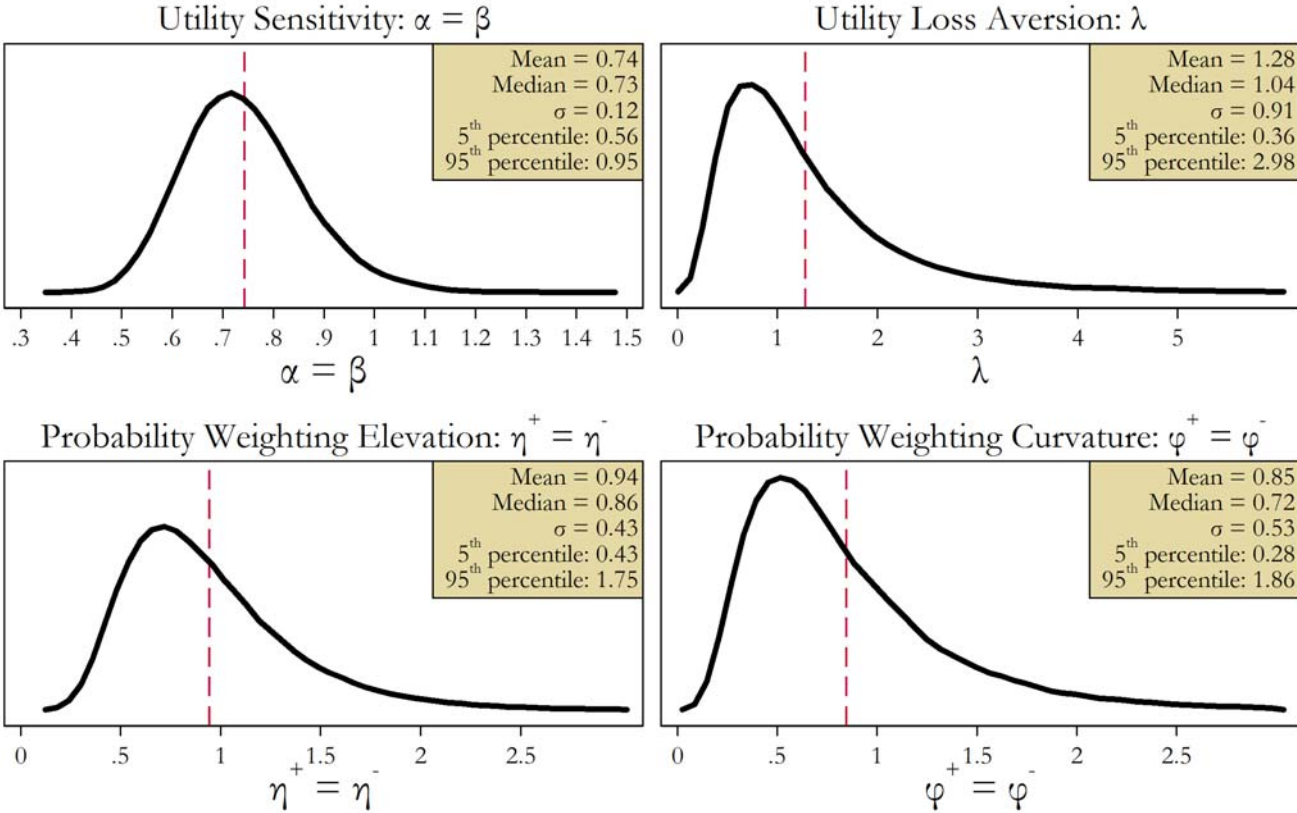 Utility Sensitivity: α = β
Mean = 0.74
Median = 0.73
σ = 0.12
5th percentile: 0.56
95th percentile: 0.95
.3 .4 .5 .6 .7 .8 .9 1 1.1 1.2 1.3 1.4 1.5
α = β
Utility Loss Aversion: λ
Mean = 1.28
Median = 1.04
σ = 0.91
5th percentile: 0.36
95th percentile: 2.98
0 1 2 3 4 5
λ
Probability Weighting Elevation: η+ = η-
Mean = 0.94
Median = 0.86
σ = 0.43
5th percentile: 0.43
95th percentile: 1.75
0 .5 1 1.5 2 2.5
η+ = η-
Probability Weighting Curvature: φ+ = φ-
Mean = 0.85
Median = 0.72
σ = 0.53
5th percentile: 0.28
95th percentile: 1.86
0 .5 1 1.5 2 2.5
φ+ = φ-